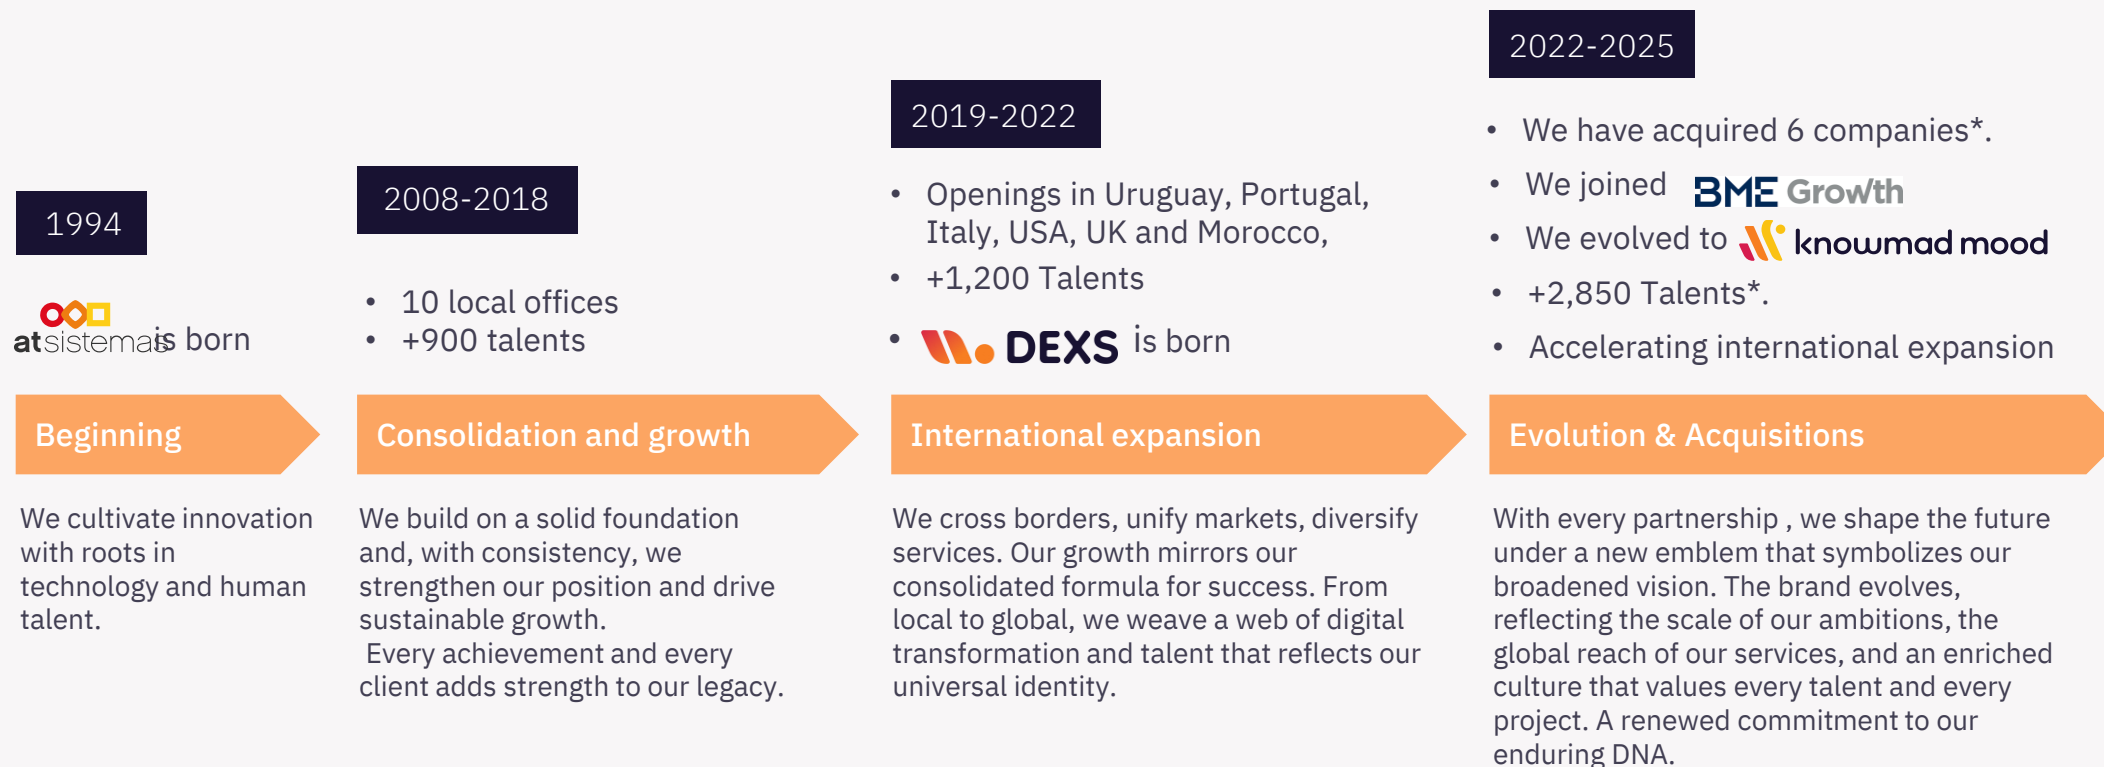 1994
atsistemas is born
Beginning
We cultivate innovation
with roots in
technology and human
talent.
2008-2018
• 10 local offices
• +900 talents
Consolidation and growth
We build on a solid foundation
and, with consistency, we
strengthen our position and drive
sustainable growth.
Every achievement and every
client adds strength to our legacy.
2019-2022
• Openings in Uruguay, Portugal,
Italy, USA, UK and Morocco,
• +1,200 Talents
• DEXS is born
International expansion
We cross borders, unify markets, diversify
services. Our growth mirrors our
consolidated formula for success. From
local to global, we weave a web of digital
transformation and talent that reflects our
universal identity.
2022-2025
• We have acquired 6 companies*.
• We joined BME Growth
• We evolved to knowmad mood
• +2,850 Talents*.
• Accelerating international expansion
Evolution & Acquisitions
With every partnership , we shape the future
under a new emblem that symbolizes our
broadened vision. The brand evolves,
reflecting the scale of our ambitions, the
global reach of our services, and an enriched
culture that values every talent and every
project. A renewed commitment to our
enduring DNA.